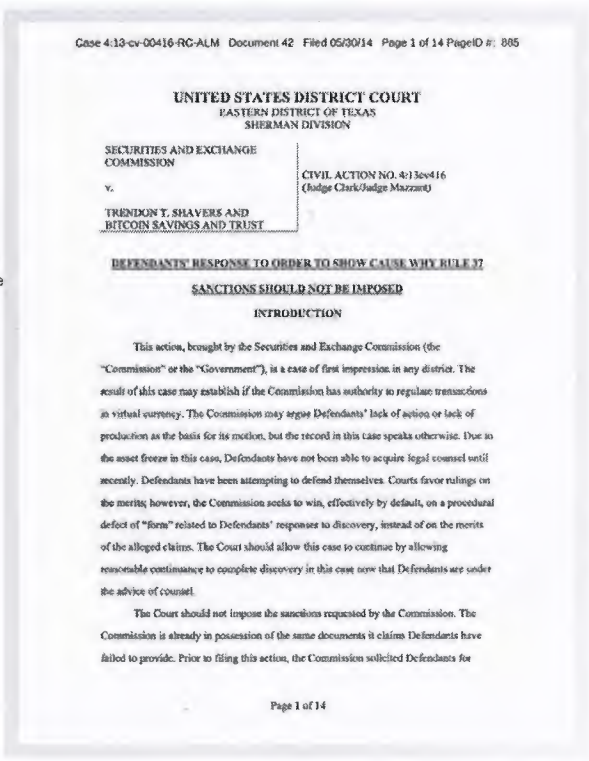 Case 4:13-cv-00416-RC-ALM Document 42 Filed 05/30/14 Page 1 of 14 PageID #: 885
UNITED STATES DISTRICT COURT
EASTERN DISTRICT OF TEXAS
SHERMAN DIVISION
SECURITIES AND EXCHANGE
COMMISSION
v.
TRENDON T. SHAVERS AND
BITCOIN SAVINGS AND TRUST
CIVIL ACTION NO. 4:13cv416
(Judge Clark/Judge Mazzant)
DEFENDANTS' RESPONSE TO ORDER TO SHOW CAUSE WHY RULE 37
SANCTIONS SHOULD NOT BE IMPOSED
INTRODUCTION
This action, brought by the Securities and Exchange Commission (the
"Commission" or the "Government"), is a case of first impression in any district. The
result of this case may establish if the Commission has authority to regulate transactions
in virtual currency. The Commission may argue Defendants' lack of action or lack of
production as the basis for its motion, but the record in this case speaks otherwise. Due to
the asset freeze in this case, Defendants have not been able to acquire legal counsel until
recently. Defendants have been attempting to defend themselves. Courts favor rulings on
the merits; however, the Commission seeks to win, effectively by default, on a procedural
defect of "form" related to Defendants' responses to discovery, instead of on the merits
of the alleged claims. The Court should allow this case to continue by allowing
reasonable continuance to complete discovery in this case now that Defendants are under
the advice of counsel.
The Court should not impose the sanctions requested by the Commission. The
Commission is already in possession of the same documents it claims Defendants have
failed to provide. Prior to filing this action, the Commission solicited Defendants for
Page 1 of 14
e